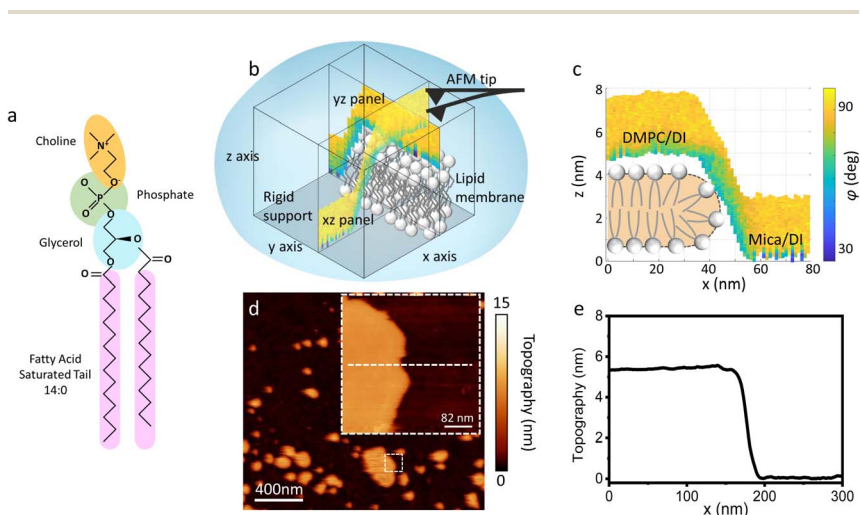 a
Choline
N+
O-
O
P
O
O
Phosphate
Glycerol
O
O
O
O
Fatty Acid
Saturated Tail
14:0
b
yz panel
AFM tip
z axis
Rigid
support
Lipid
membrane
xz panel
y axis
x axis
c
8
6
4
2
0
z (nm)
DMPC/DI
Mica/DI
0
20
40
60
80
x (nm)
90
30
φ (deg)
d
82 nm
400nm
15
0
Topography (nm)
e
8
6
4
2
0
Topography (nm)
0
100
200
300
x (nm)